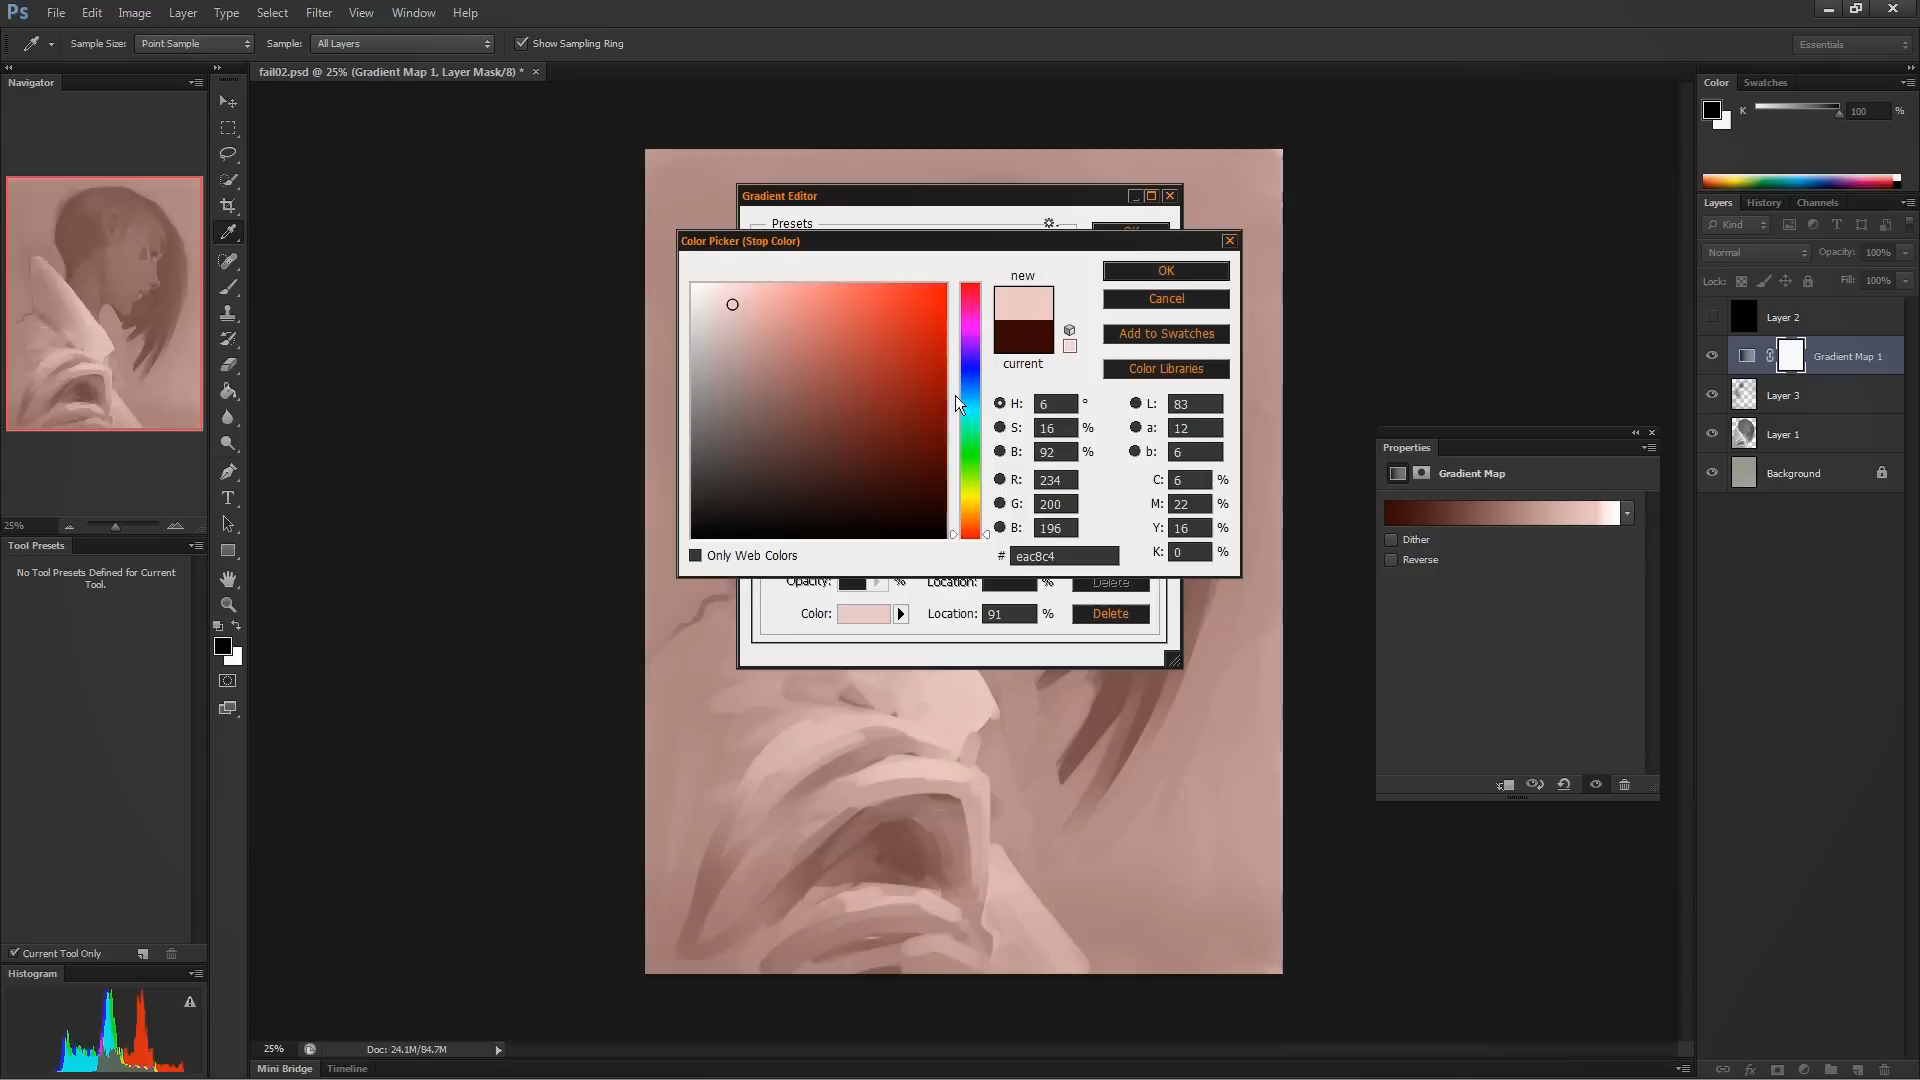 Ps File Edit Image Layer Type Select Filter View Window Help
Sample Size: Point Sample Sample: All Layers Show Sampling Ring Essentials
fail02.psd @ 25% (Gradient Map 1, Layer Mask/8) * ×
Navigator
25%
Tool Presets
No Tool Presets Defined for Current
Tool.
Current Tool Only
Histogram
Gradient Editor
Presets
Color Picker (Stop Color)
new
current
OK
Cancel
Add to Swatches
Color Libraries
H: 6 ° L: 83
S: 16 % a: 12
B: 92 % b: 6
R: 234 C: 6 %
G: 200 M: 22 %
B: 196 Y: 16 %
# eac8c4 K: 0 %
Only Web Colors
Opacity: % Location: % Delete
Color: Location: 91 % Delete
25% Doc: 24.1M/84.7M
Mini Bridge Timeline
Color Swatches
K 100 %
Layers History Channels
Kind
Normal Opacity: 100%
Lock: Fill: 100%
Layer 2
Gradient Map 1
Layer 3
Layer 1
Background
Properties
Gradient Map
Dither
Reverse
fx